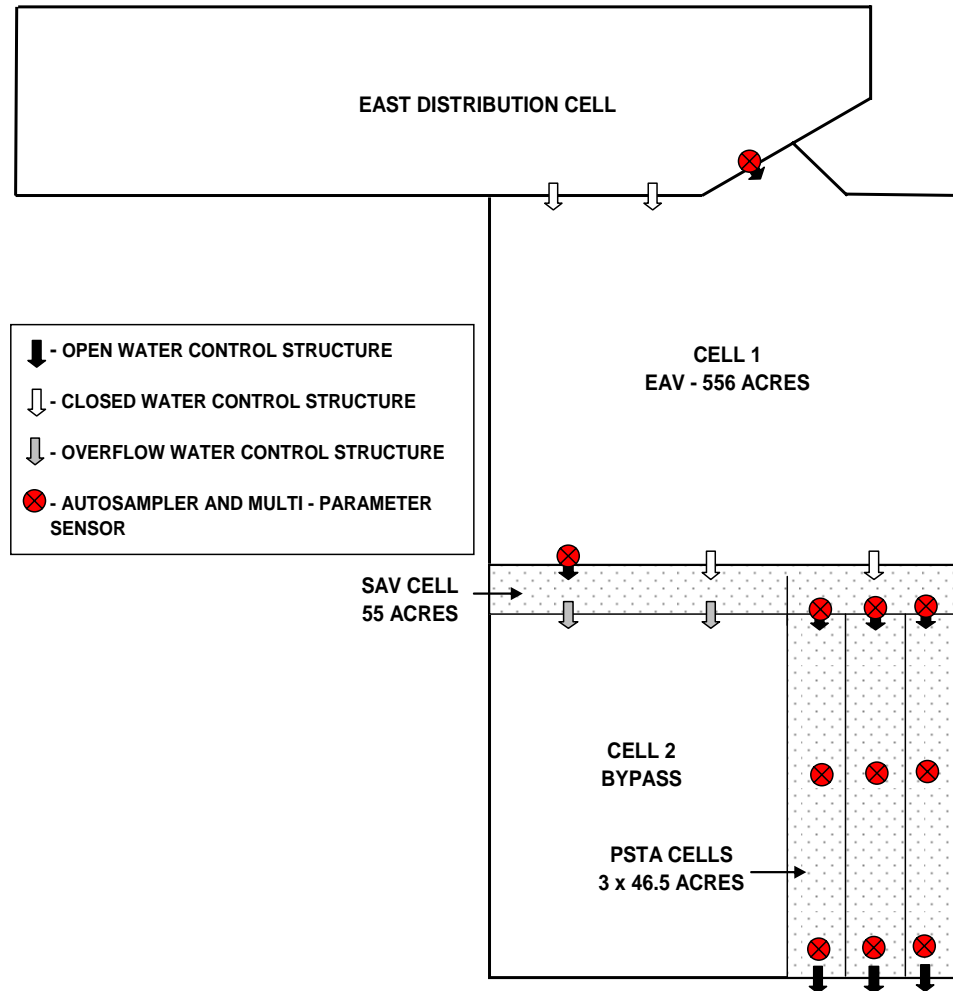 EAST DISTRIBUTION CELL
- OPEN WATER CONTROL STRUCTURE
- CLOSED WATER CONTROL STRUCTURE
- OVERFLOW WATER CONTROL STRUCTURE
- AUTOSAMPLER AND MULTI - PARAMETER
SENSOR
CELL 1
EAV - 556 ACRES
SAV CELL
55 ACRES
CELL 2
BYPASS
PSTA CELLS
3 x 46.5 ACRES